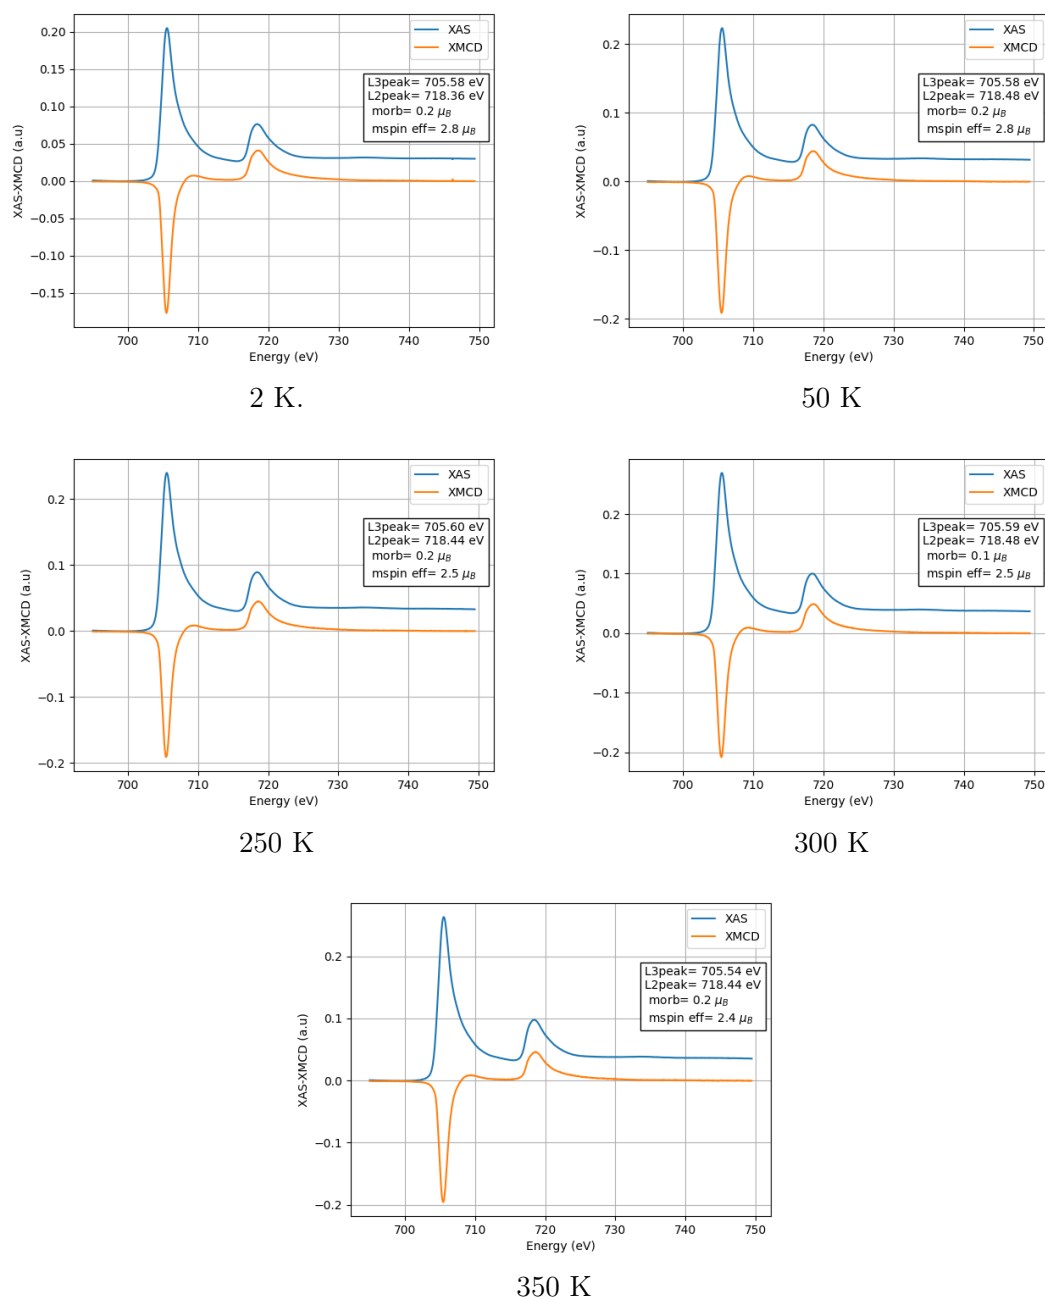 XAS
XMCD
L3peak= 705.58 eV
L2peak= 718.36 eV
morb= 0.2 μB
mspin eff= 2.8 μB
0.20
0.15
0.10
0.05
0.00
−0.05
−0.10
−0.15
XAS-XMCD (a.u)
700 710 720 730 740 750
Energy (eV)
2 K.
XAS
XMCD
L3peak= 705.58 eV
L2peak= 718.48 eV
morb= 0.2 μB
mspin eff= 2.8 μB
0.2
0.1
0.0
−0.1
−0.2
XAS-XMCD (a.u)
700 710 720 730 740 750
Energy (eV)
50 K
XAS
XMCD
L3peak= 705.60 eV
L2peak= 718.44 eV
morb= 0.2 μB
mspin eff= 2.5 μB
0.2
0.1
0.0
−0.1
−0.2
XAS-XMCD (a.u)
700 710 720 730 740 750
Energy (eV)
250 K
XAS
XMCD
L3peak= 705.59 eV
L2peak= 718.48 eV
morb= 0.1 μB
mspin eff= 2.5 μB
0.2
0.1
0.0
−0.1
−0.2
XAS-XMCD (a.u)
700 710 720 730 740 750
Energy (eV)
300 K
XAS
XMCD
L3peak= 705.54 eV
L2peak= 718.44 eV
morb= 0.2 μB
mspin eff= 2.4 μB
0.2
0.1
0.0
−0.1
−0.2
XAS-XMCD (a.u)
700 710 720 730 740 750
Energy (eV)
350 K